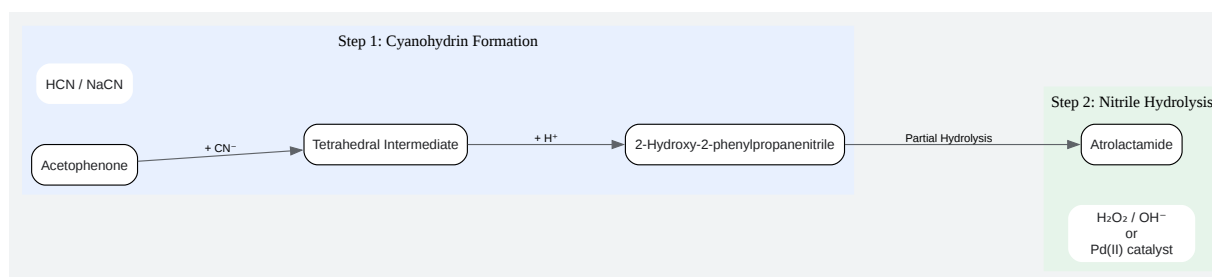 Step 1: Cyanohydrin Formation
HCN / NaCN
Acetophenone
+ CN⁻
Tetrahedral Intermediate
+ H⁺
2-Hydroxy-2-phenylpropanenitrile
Partial Hydrolysis
Step 2: Nitrile Hydrolysis
Atrolactamide
H₂O₂ / OH⁻
or
Pd(II) catalyst